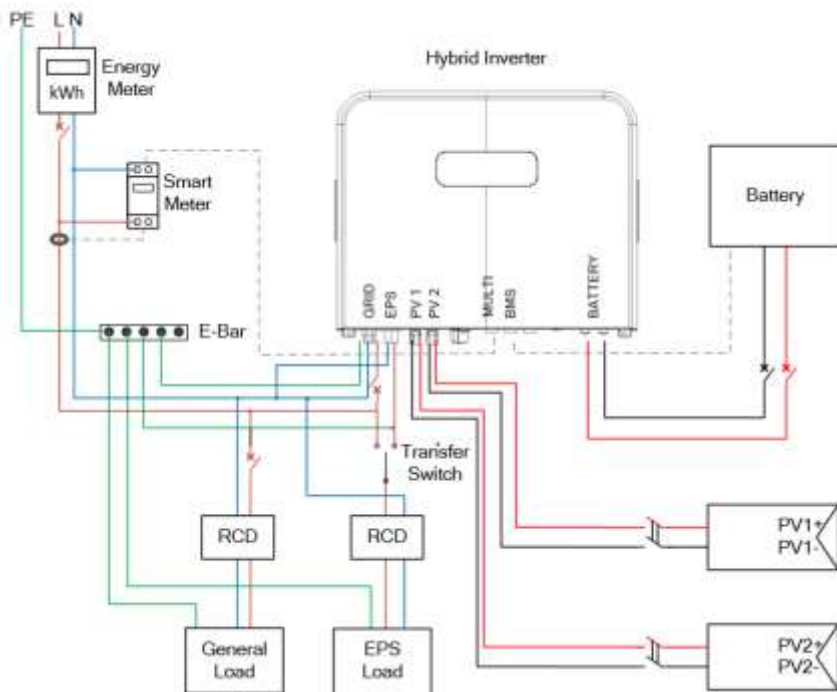 PE L N
Energy
Meter
kWh
Hybrid Inverter
Smart
Meter
Battery
GRID
EPS
PV 1
PV 2
MULTI
BMS
BATTERY
E-Bar
Transfer
Switch
RCD
RCD
PV1+
PV1-
General
Load
EPS
Load
PV2+
PV2-